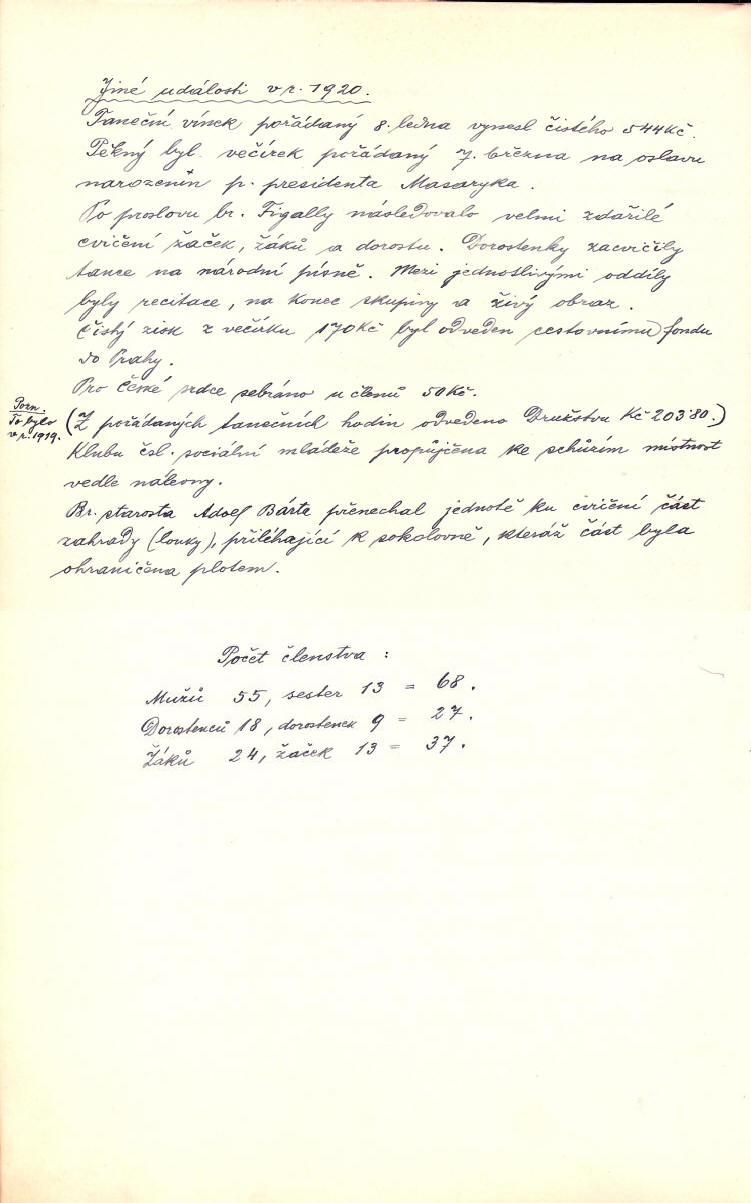 Jiné události v r. 1920.
Taneční vínek pořádaný 8. ledna vynesl čistého 544 Kč.
Pěkný byl večírek pořádaný 7. března na oslavu
narozenin p. presidenta Masaryka.
Po proslovu br. Figally následovalo velmi zdařilé
cvičení žaček, žáků a dorostu. Dorostenky zacvičily
tance na národní písně. Mezi jednotlivými oddíly
byly recitace, na konec skupiny a živý obraz.
Čistý zisk z večírku 170 Kč byl odveden cestovnímu fondu
do Prahy.
Pro České srdce sebráno u členů 50 Kč.
Pozn.
To bylo
v r. 1919.
(Z pořádaných tanečních hodin odvedeno Družstvu Kč 203·80.)
Klubu čsl. sociální mládeže propůjčena ke schůzím místnost
vedle nálevny.
Br. starosta Adolf Bárta přenechal jednotě ku cvičení část
zahrady (louky), přiléhající k sokolovně, kteráž část byla
ohraničena plotem.
Počet členstva :
Mužů 55, sester 13 = 68.
Dorostenců 18, dorostenek 9 = 27.
Žáků 24, žaček 13 = 37.